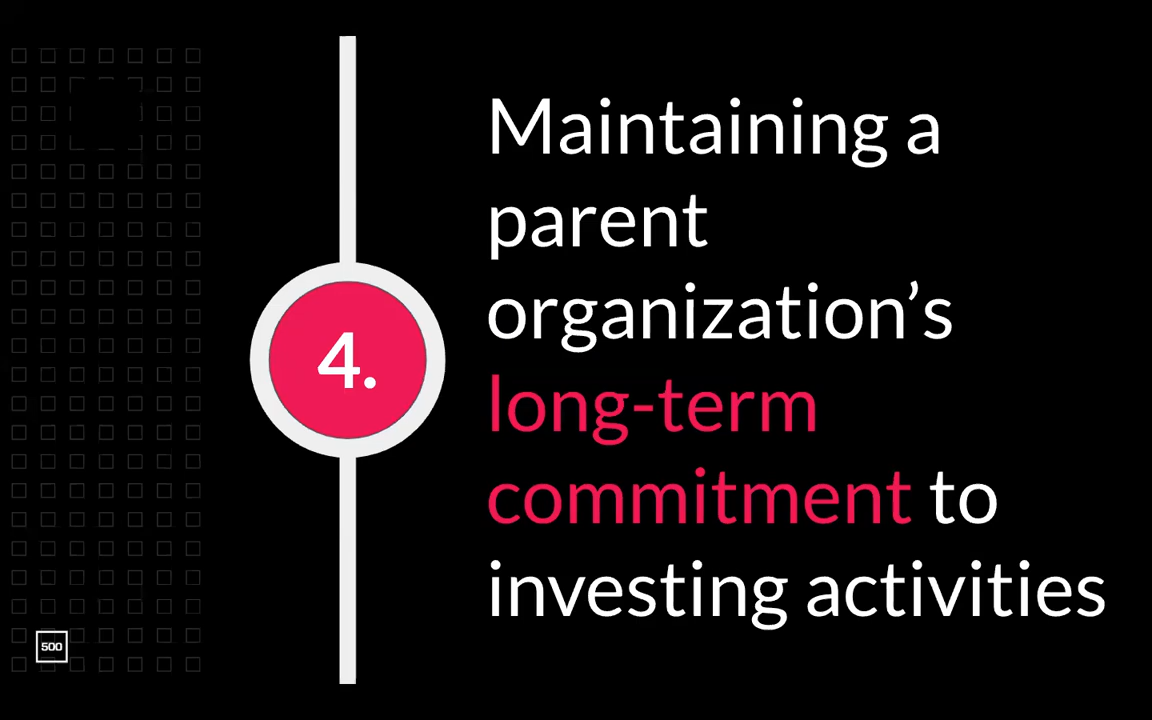 4.
Maintaining a
parent
organization’s
long-term
commitment to
investing activities
500